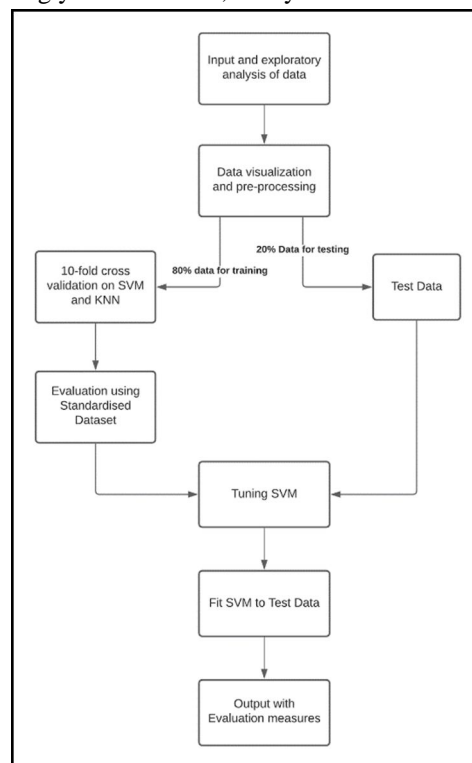 Input and exploratory
analysis of data
Data visualization
and pre-processing
20% Data for testing
80% data for training
10-fold cross
validation on SVM
and KNN
Test Data
Evaluation using
Standardised
Dataset
Tuning SVM
Fit SVM to Test Data
Output with
Evaluation measures